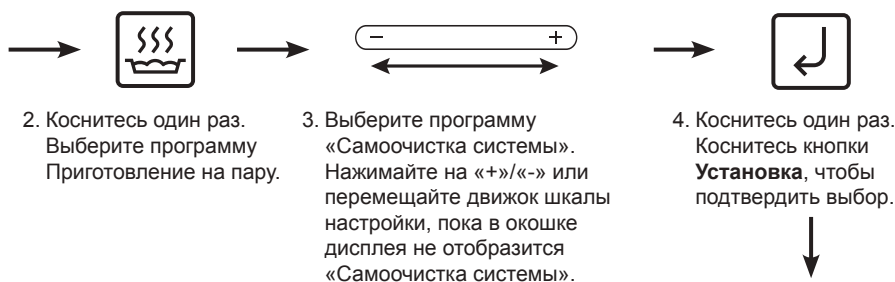 − +
2. Коснитесь один раз.
Выберите программу
Приготовление на пару.
3. Выберите программу
«Самоочистка системы».
Нажимайте на «+»/«-» или
перемещайте движок шкалы
настройки, пока в окошке
дисплея не отобразится
«Самоочистка системы».
4. Коснитесь один раз.
Коснитесь кнопки
Установка, чтобы
подтвердить выбор.